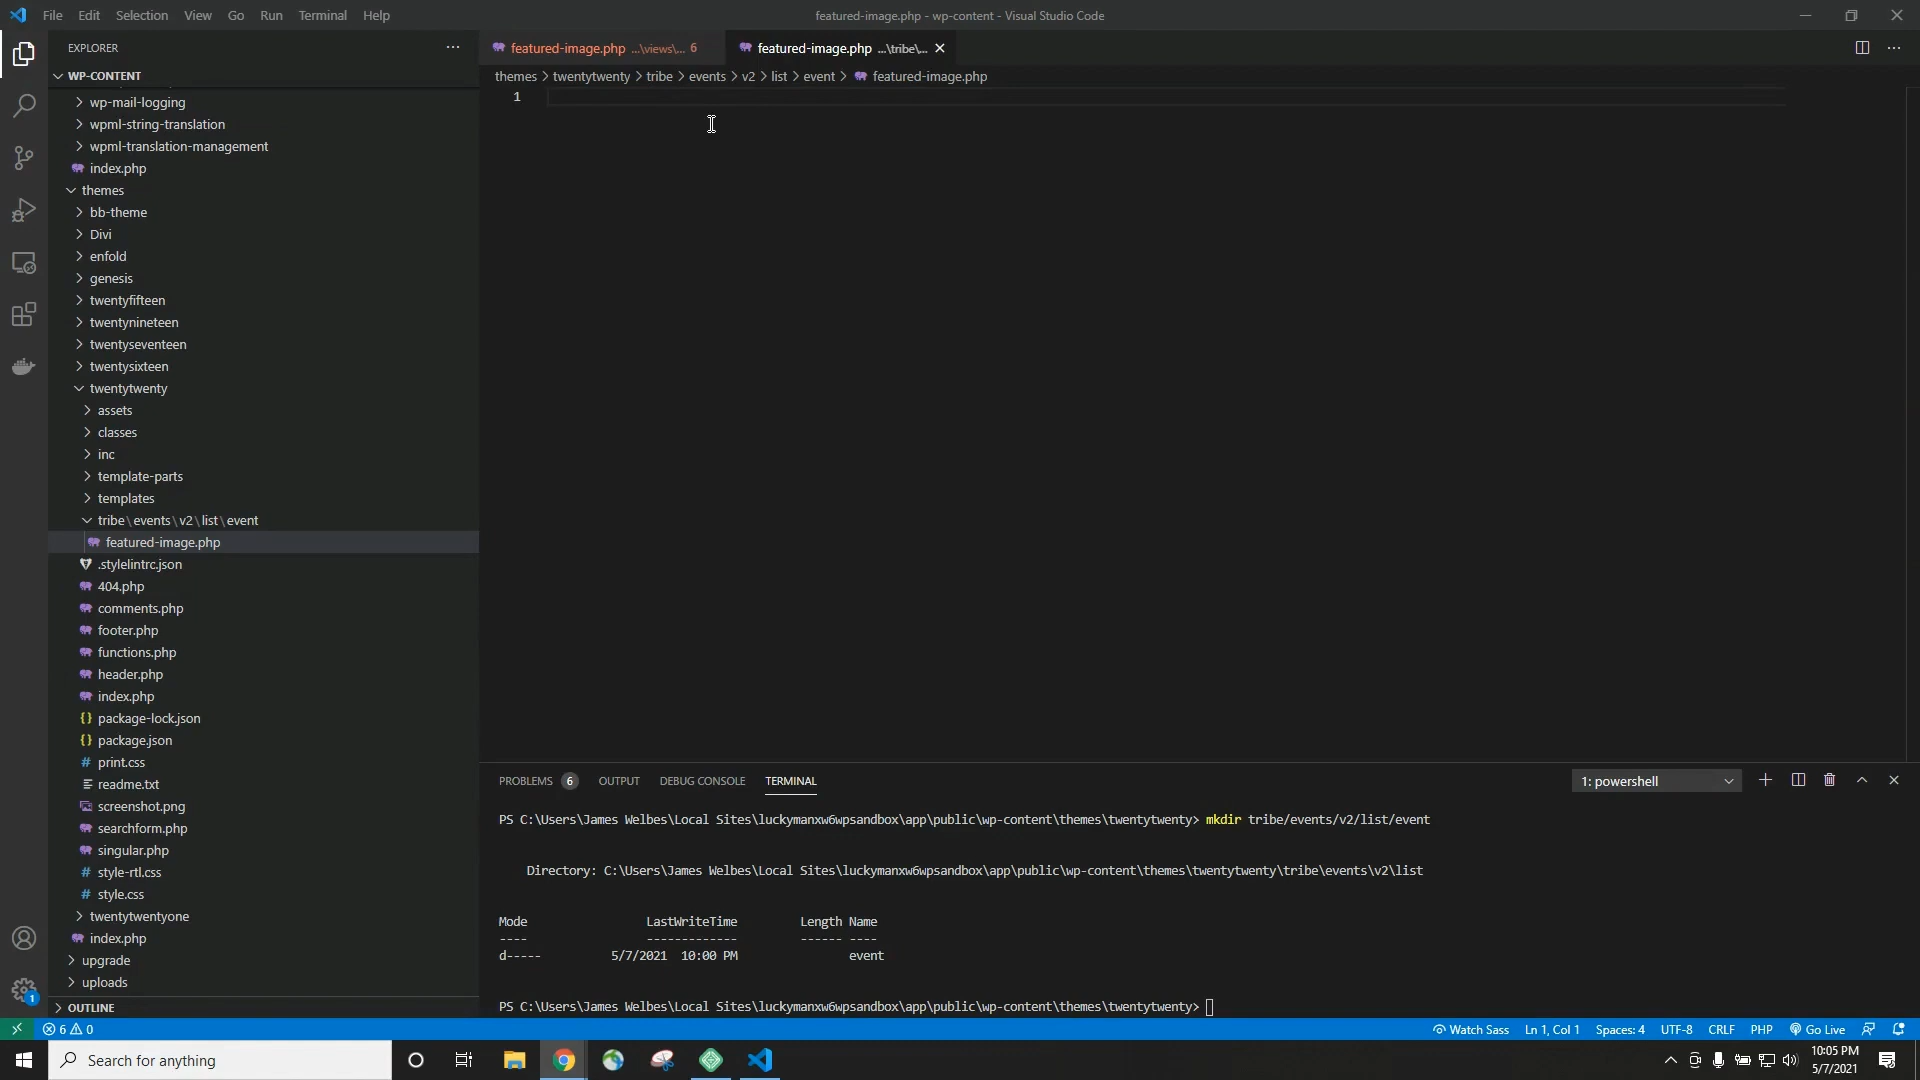 File Edit Selection View Go Run Terminal Help
featured-image.php - wp-content - Visual Studio Code
EXPLORER
featured-image.php ...\views\... 6
featured-image.php ...\tribe\...
WP-CONTENT
themes > twentytwenty > tribe > events > v2 > list > event > featured-image.php
1
wp-mail-logging
wpml-string-translation
wpml-translation-management
index.php
themes
bb-theme
Divi
enfold
genesis
twentyfifteen
twentynineteen
twentyseventeen
twentysixteen
twentytwenty
assets
classes
inc
template-parts
templates
tribe\events\v2\list\event
featured-image.php
.stylelintrc.json
404.php
comments.php
footer.php
functions.php
header.php
index.php
package-lock.json
package.json
print.css
readme.txt
screenshot.png
searchform.php
singular.php
style-rtl.css
style.css
twentytwentyone
index.php
upgrade
uploads
OUTLINE
PROBLEMS 6 OUTPUT DEBUG CONSOLE TERMINAL
1: powershell
PS C:\Users\James Welbes\Local Sites\luckymanxw6wpsandbox\app\public\wp-content\themes\twentytwenty> mkdir tribe/events/v2/list/event
Directory: C:\Users\James Welbes\Local Sites\luckymanxw6wpsandbox\app\public\wp-content\themes\twentytwenty\tribe\events\v2\list
Mode LastWriteTime Length Name
---- ------------- ------ ----
d----- 5/7/2021 10:00 PM event
PS C:\Users\James Welbes\Local Sites\luckymanxw6wpsandbox\app\public\wp-content\themes\twentytwenty>
1
6 0
Watch Sass Ln 1, Col 1 Spaces: 4 UTF-8 CRLF PHP Go Live
Search for anything
10:05 PM
5/7/2021